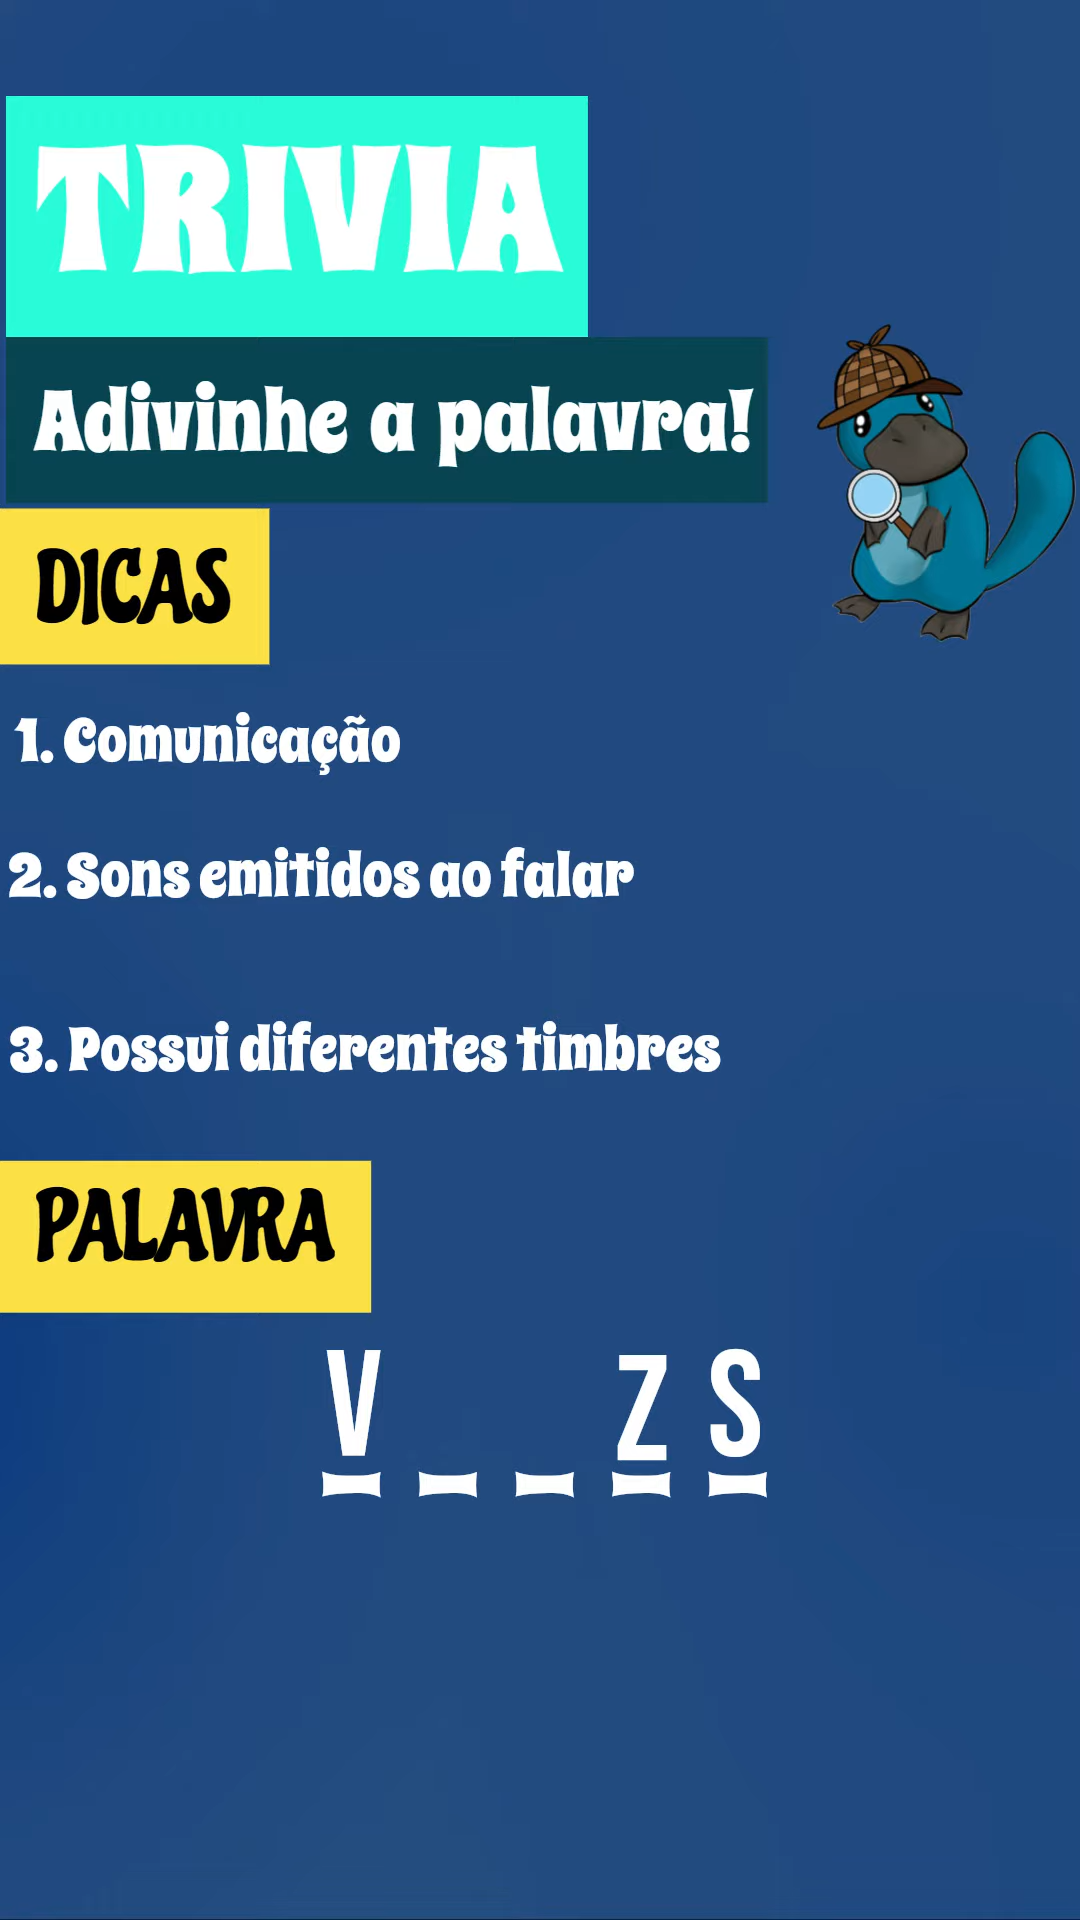 TRIVIA
Adivinhe a palavra!
DICAS
1. Comunicação
2. Sons emitidos ao falar
3. Possui diferentes timbres
PALAVRA
V _ _ Z S